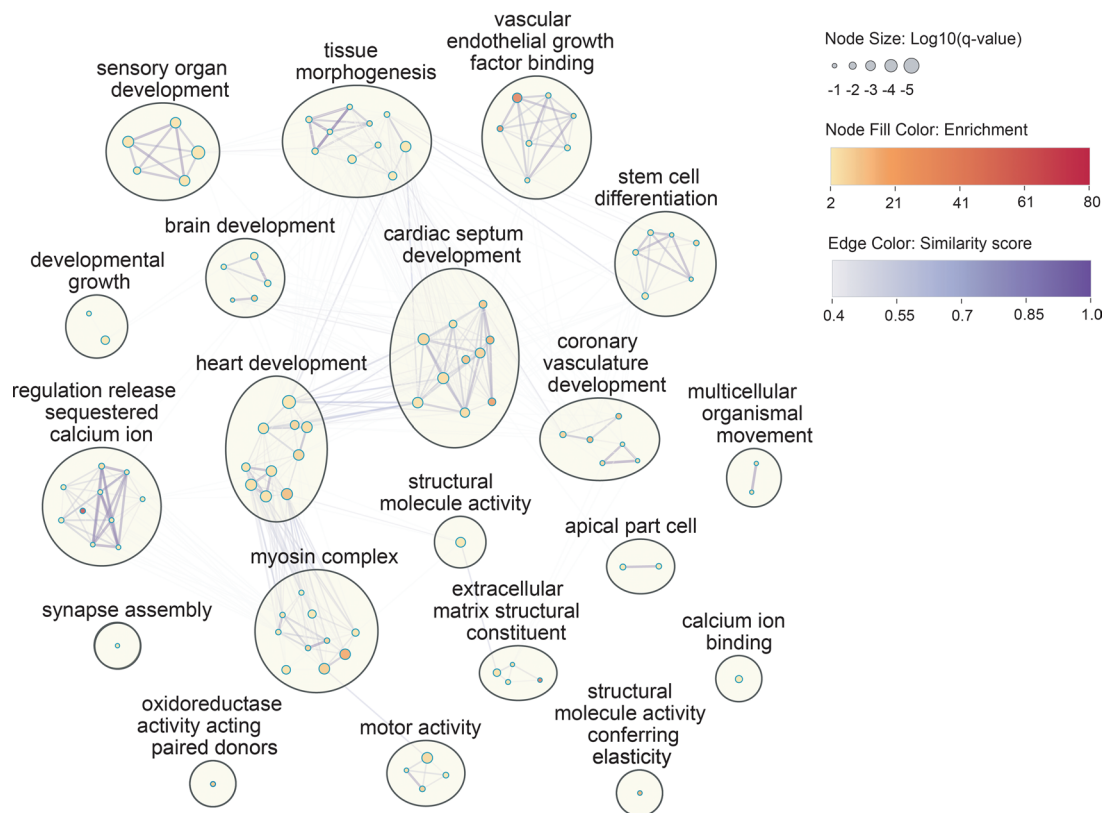 vascular
endothelial growth
factor binding
tissue
morphogenesis
sensory organ
development
stem cell
differentiation
brain development
cardiac septum
development
developmental
growth
heart development
coronary
vasculature
development
regulation release
sequestered
calcium ion
multicellular
organismal
movement
structural
molecule activity
apical part cell
myosin complex
extracellular
matrix structural
constituent
synapse assembly
calcium ion
binding
structural
molecule activity
conferring
elasticity
oxidoreductase
activity acting
paired donors
motor activity
Node Size: Log10(q-value)
-1 -2 -3 -4 -5
Node Fill Color: Enrichment
2 21 41 61 80
Edge Color: Similarity score
0.4 0.55 0.7 0.85 1.0